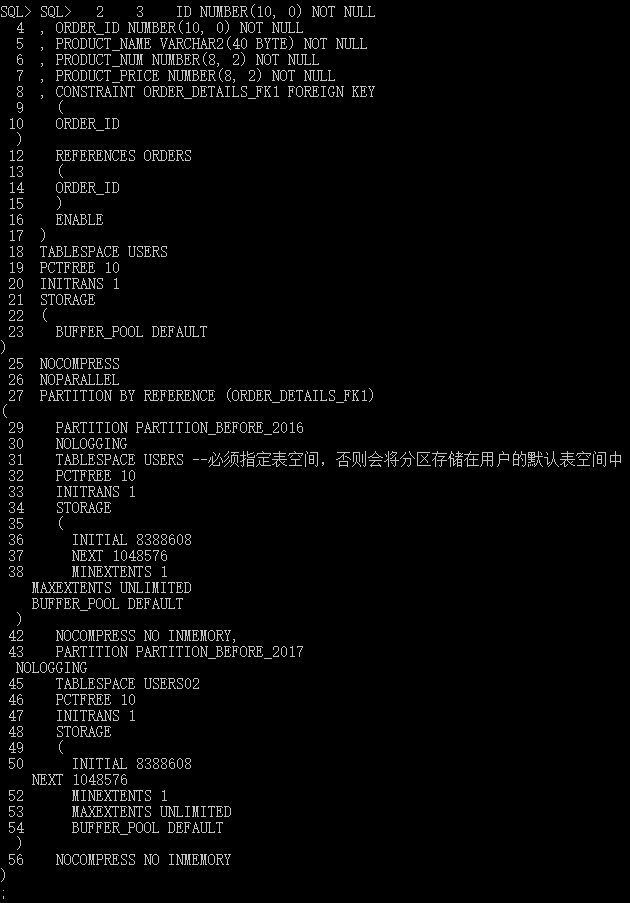 SQL> SQL>   2    3    ID NUMBER(10, 0) NOT NULL
  4  , ORDER_ID NUMBER(10, 0) NOT NULL
  5  , PRODUCT_NAME VARCHAR2(40 BYTE) NOT NULL
  6  , PRODUCT_NUM NUMBER(8, 2) NOT NULL
  7  , PRODUCT_PRICE NUMBER(8, 2) NOT NULL
  8  , CONSTRAINT ORDER_DETAILS_FK1 FOREIGN KEY
  9    (
 10    ORDER_ID
  )
 12    REFERENCES ORDERS
 13    (
 14    ORDER_ID
 15    )
 16    ENABLE
 17  )
 18  TABLESPACE USERS
 19  PCTFREE 10
 20  INITRANS 1
 21  STORAGE
 22  (
 23    BUFFER_POOL DEFAULT
)
 25  NOCOMPRESS
 26  NOPARALLEL
 27  PARTITION BY REFERENCE (ORDER_DETAILS_FK1)
(
 29    PARTITION PARTITION_BEFORE_2016
 30    NOLOGGING
 31    TABLESPACE USERS --必须指定表空间，否则会将分区存储在用户的默认表空间中
 32    PCTFREE 10
 33    INITRANS 1
 34    STORAGE
 35    (
 36      INITIAL 8388608
 37      NEXT 1048576
 38      MINEXTENTS 1
    MAXEXTENTS UNLIMITED
    BUFFER_POOL DEFAULT
  )
 42    NOCOMPRESS NO INMEMORY,
 43    PARTITION PARTITION_BEFORE_2017
  NOLOGGING
 45    TABLESPACE USERS02
 46    PCTFREE 10
 47    INITRANS 1
 48    STORAGE
 49    (
 50      INITIAL 8388608
    NEXT 1048576
 52      MINEXTENTS 1
 53      MAXEXTENTS UNLIMITED
 54      BUFFER_POOL DEFAULT
  )
 56    NOCOMPRESS NO INMEMORY
)
;